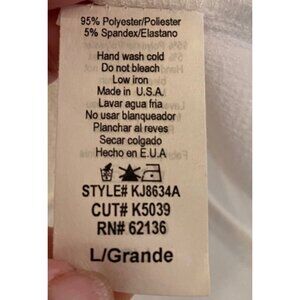 95% Polyester/Poliester
5% Spandex/Elastano
Hand wash cold
Do not bleach
Low iron
Made in U.S.A.
Lavar agua fria
No usar blanqueador
Planchar al reves
Secar colgado
Hecho en E.U.A
STYLE# KJ8634A
CUT# K5039
RN# 62136
L/Grande